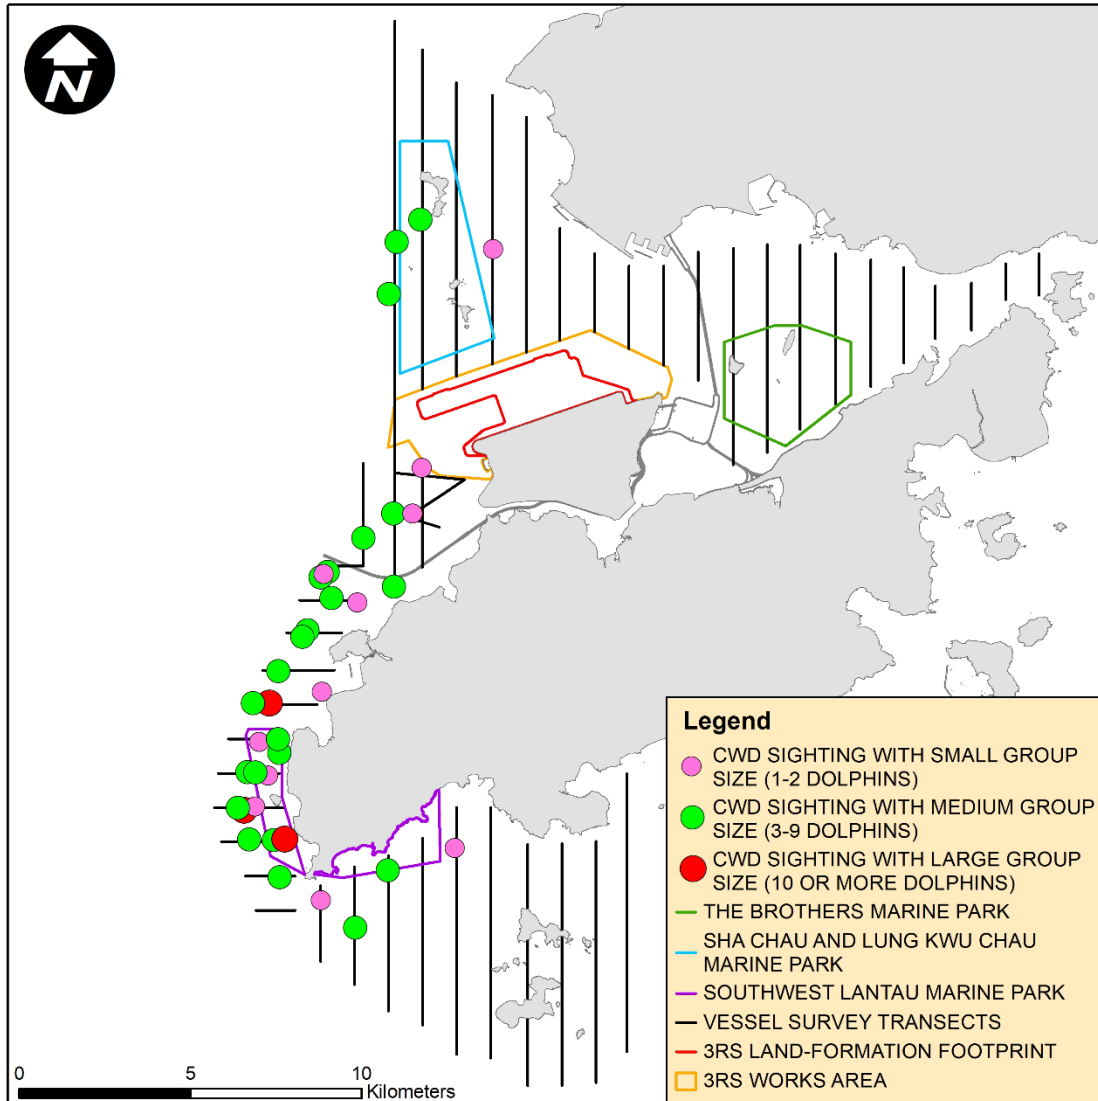 N
Legend
CWD SIGHTING WITH SMALL GROUP
SIZE (1-2 DOLPHINS)
CWD SIGHTING WITH MEDIUM GROUP
SIZE (3-9 DOLPHINS)
CWD SIGHTING WITH LARGE GROUP
SIZE (10 OR MORE DOLPHINS)
THE BROTHERS MARINE PARK
SHA CHAU AND LUNG KWU CHAU
MARINE PARK
SOUTHWEST LANTAU MARINE PARK
VESSEL SURVEY TRANSECTS
3RS LAND-FORMATION FOOTPRINT
3RS WORKS AREA
0 5 10
Kilometers